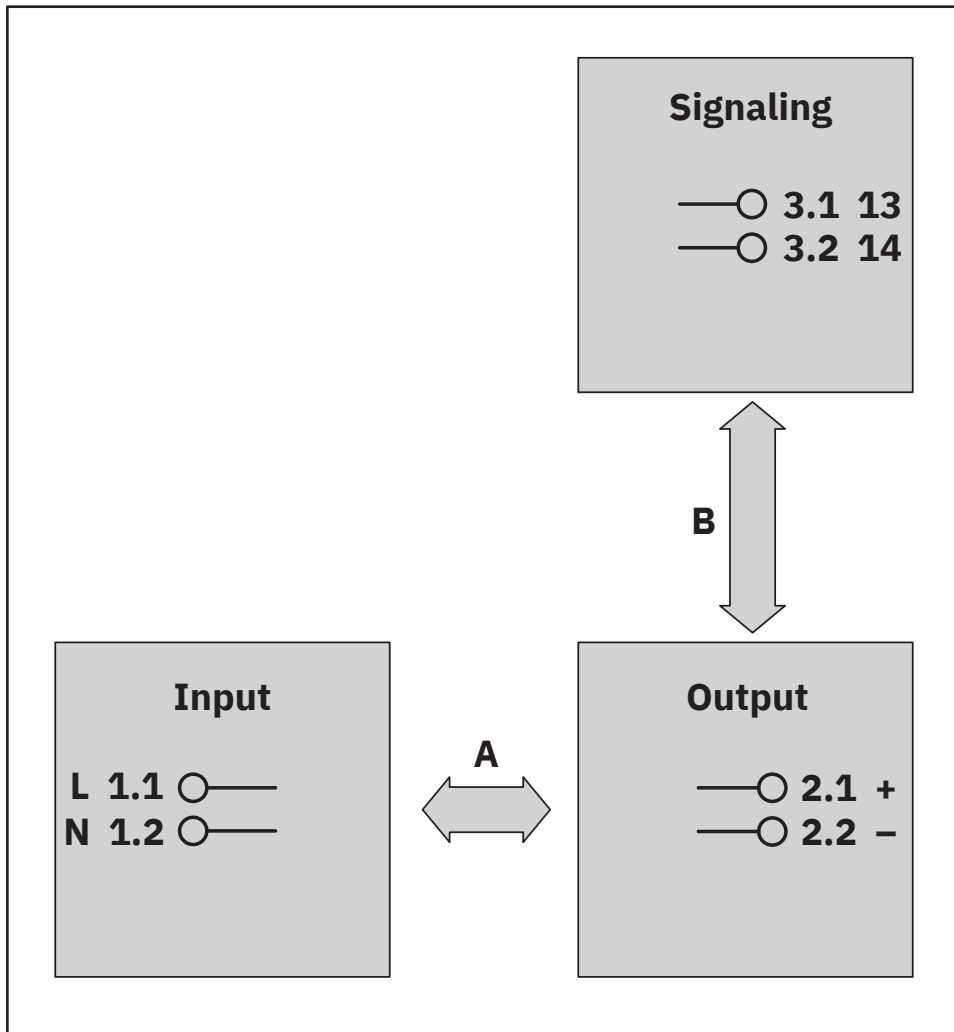 Signaling
3.1 13
3.2 14
B
Input
L 1.1
N 1.2
A
Output
2.1 +
2.2 –